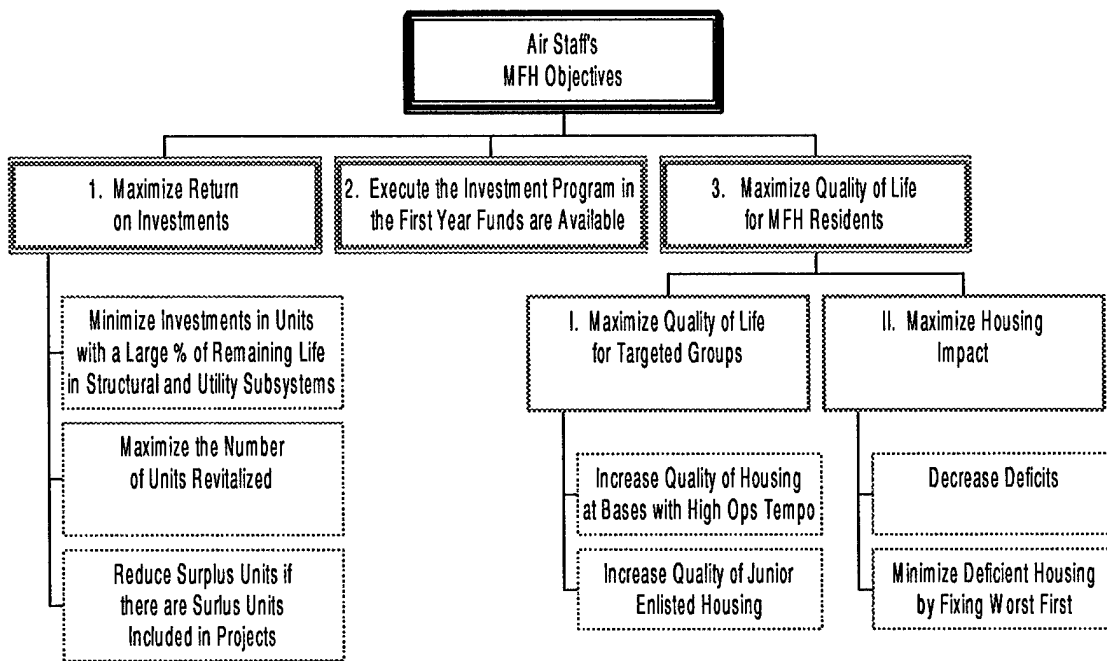 Air Staff's
MFH Objectives
1. Maximize Return
on Investments
2. Execute the Investment Program in
the First Year Funds are Available
3. Maximize Quality of Life
for MFH Residents
Minimize Investments in Units
with a Large % of Remaining Life
in Structural and Utility Subsystems
Maximize the Number
of Units Revitalized
Reduce Surplus Units if
there are Surlus Units
Included in Projects
I. Maximize Quality of Life
for Targeted Groups
II. Maximize Housing
Impact
Increase Quality of Housing
at Bases with High Ops Tempo
Increase Quality of Junior
Enlisted Housing
Decrease Deficits
Minimize Deficient Housing
by Fixing Worst First